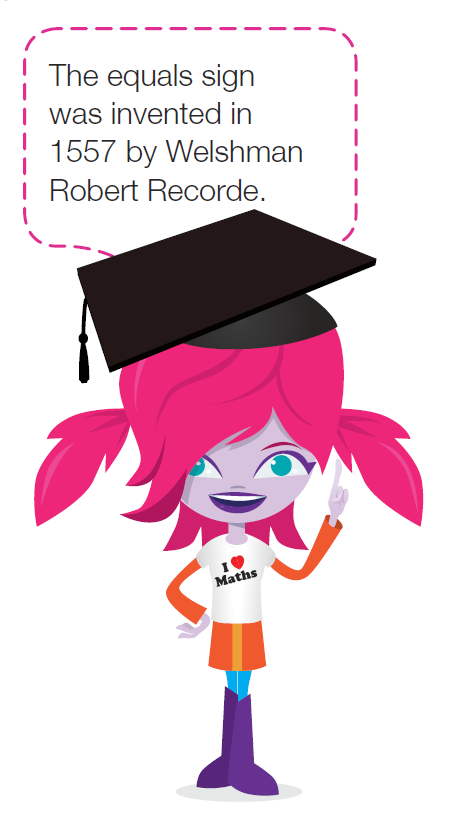 The equals sign
was invented in
1557 by Welshman
Robert Recorde.
I ♥
Maths